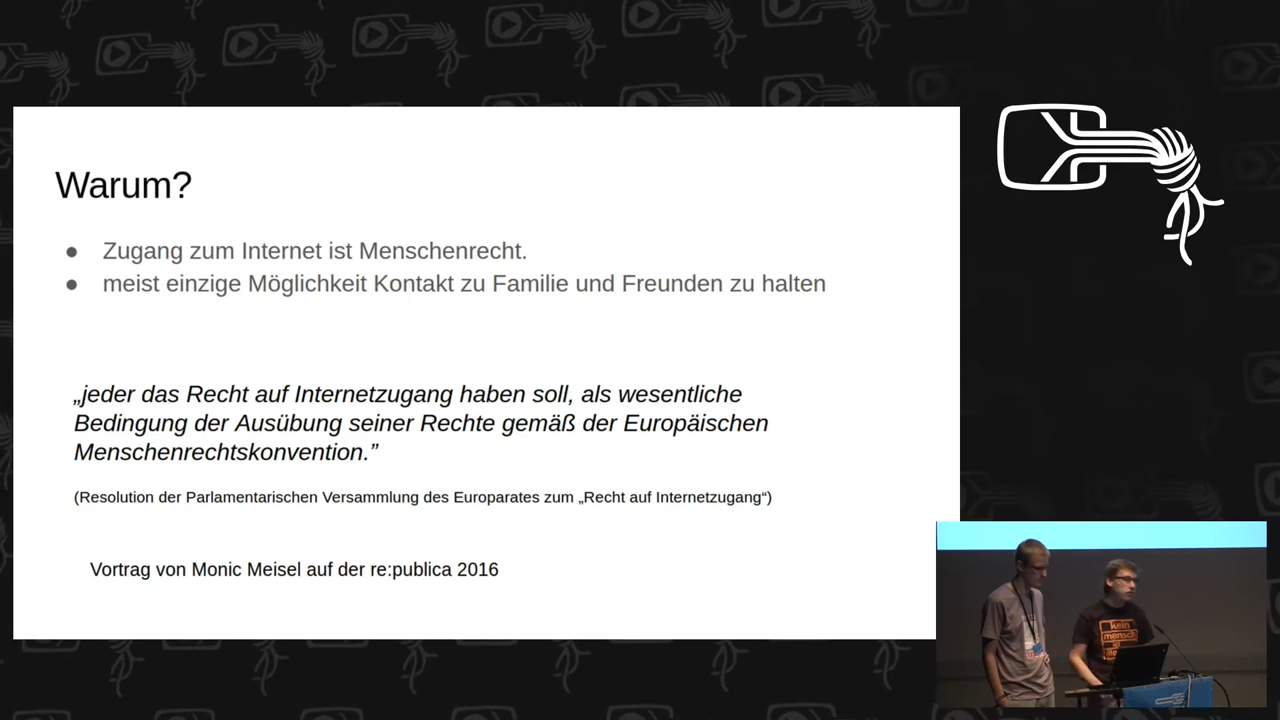 Warum?
● Zugang zum Internet ist Menschenrecht.
● meist einzige Möglichkeit Kontakt zu Familie und Freunden zu halten
„jeder das Recht auf Internetzugang haben soll, als wesentliche
Bedingung der Ausübung seiner Rechte gemäß der Europäischen
Menschenrechtskonvention.”
(Resolution der Parlamentarischen Versammlung des Europarates zum „Recht auf Internetzugang“)
Vortrag von Monic Meisel auf der re:publica 2016
kein
mensch